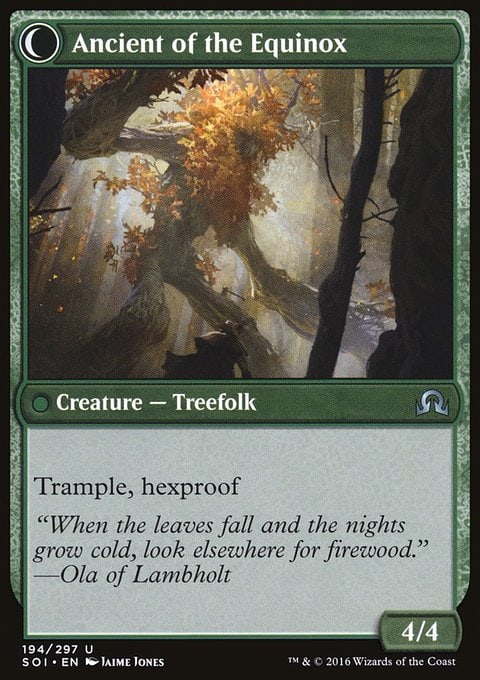 Ancient of the Equinox
Creature — Treefolk
Trample, hexproof
“When the leaves fall and the nights
grow cold, look elsewhere for firewood.”
—Ola of Lambholt
4/4
194/297 U
SOI • EN Jaime Jones
™ & © 2016 Wizards of the Coast